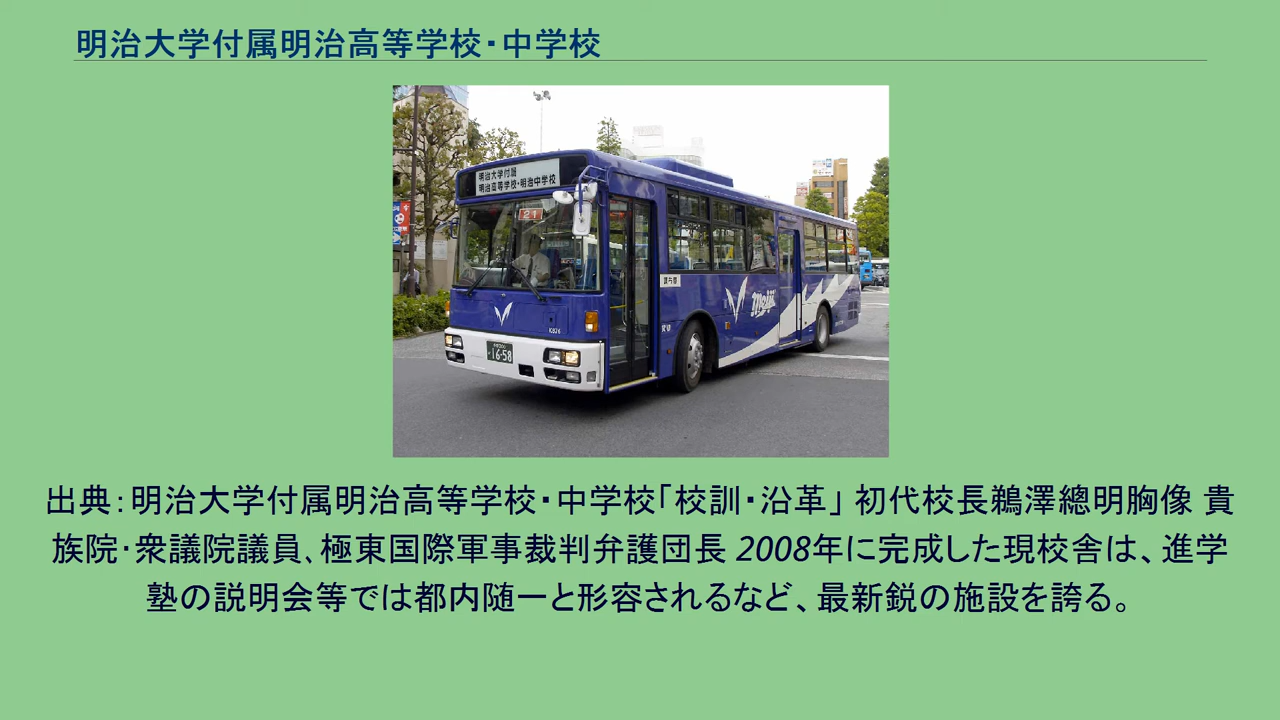 明治大学付属明治高等学校・中学校
明治大学付属
明治高等学校・明治中学校
21
Meiji
K826
16-58
出典：明治大学付属明治高等学校・中学校「校訓・沿革」 初代校長鵜澤總明胸像 貴
族院・衆議院議員、極東国際軍事裁判弁護団長 2008年に完成した現校舎は、進学
塾の説明会等では都内随一と形容されるなど、最新鋭の施設を誇る。